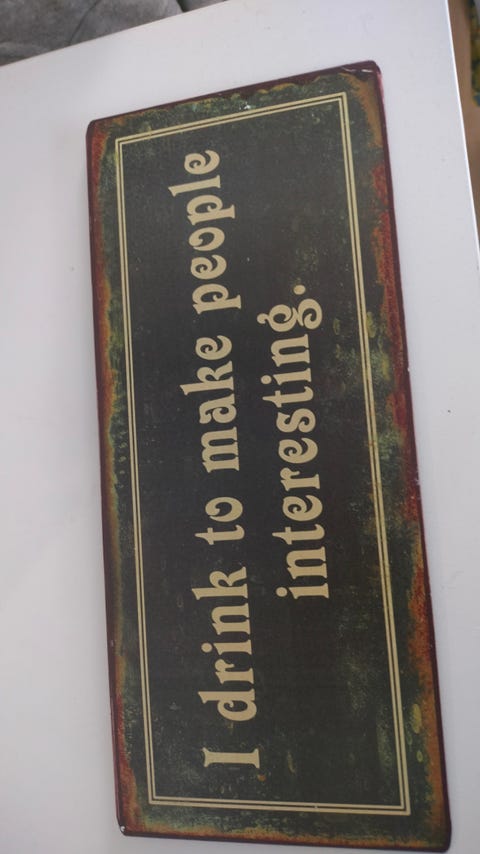 I drink to make people
interesting.